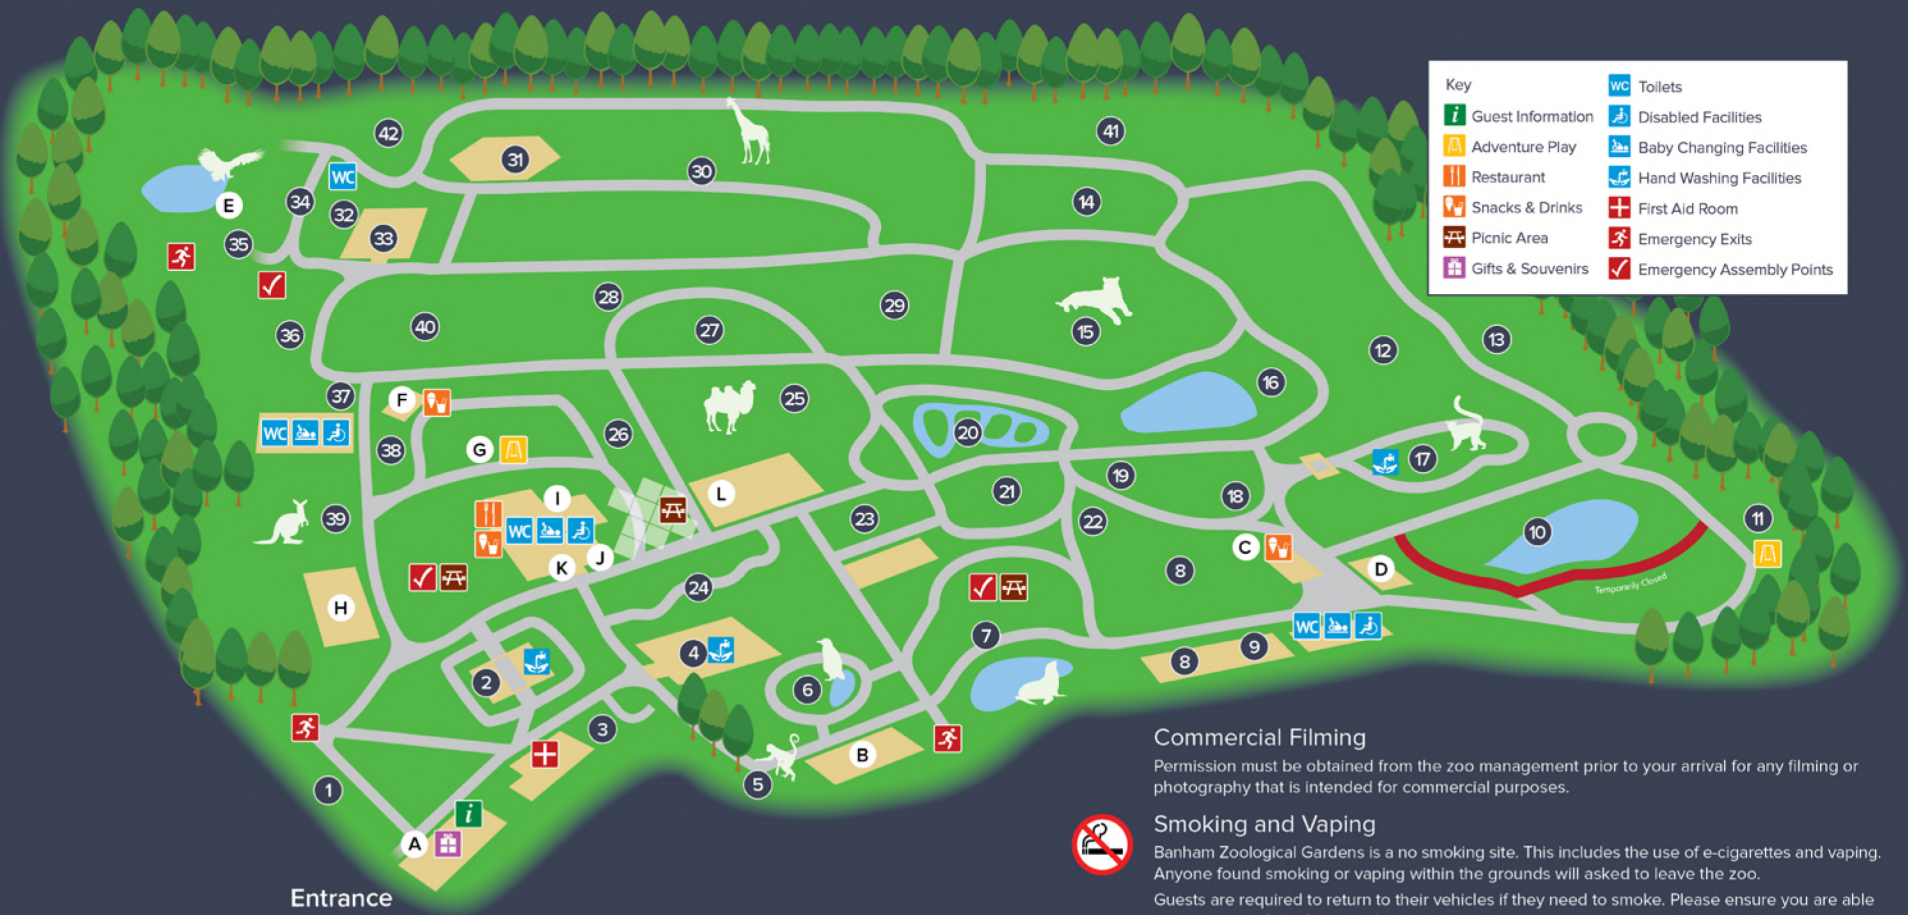 Key
Guest Information
Adventure Play
Restaurant
Snacks & Drinks
Picnic Area
Gifts & Souvenirs
WC Toilets
Disabled Facilities
Baby Changing Facilities
Hand Washing Facilities
First Aid Room
Emergency Exits
Emergency Assembly Points
42
31
30
41
WC
34
32
33
E
35
14
36
40
28
27
29
15
12
13
16
37
F
25
WC
38
G
26
20
17
39
I
L
19
18
21
22
23
WC
J
K
10
11
C
D
8
Temporarily Closed
H
24
7
WC
4
2
6
8
9
3
B
5
1
A
Entrance
Commercial Filming
Permission must be obtained from the zoo management prior to your arrival for any filming or
photography that is intended for commercial purposes.
Smoking and Vaping
Banham Zoological Gardens is a no smoking site. This includes the use of e-cigarettes and vaping.
Anyone found smoking or vaping within the grounds will asked to leave the zoo.
Guests are required to return to their vehicles if they need to smoke. Please ensure you are able